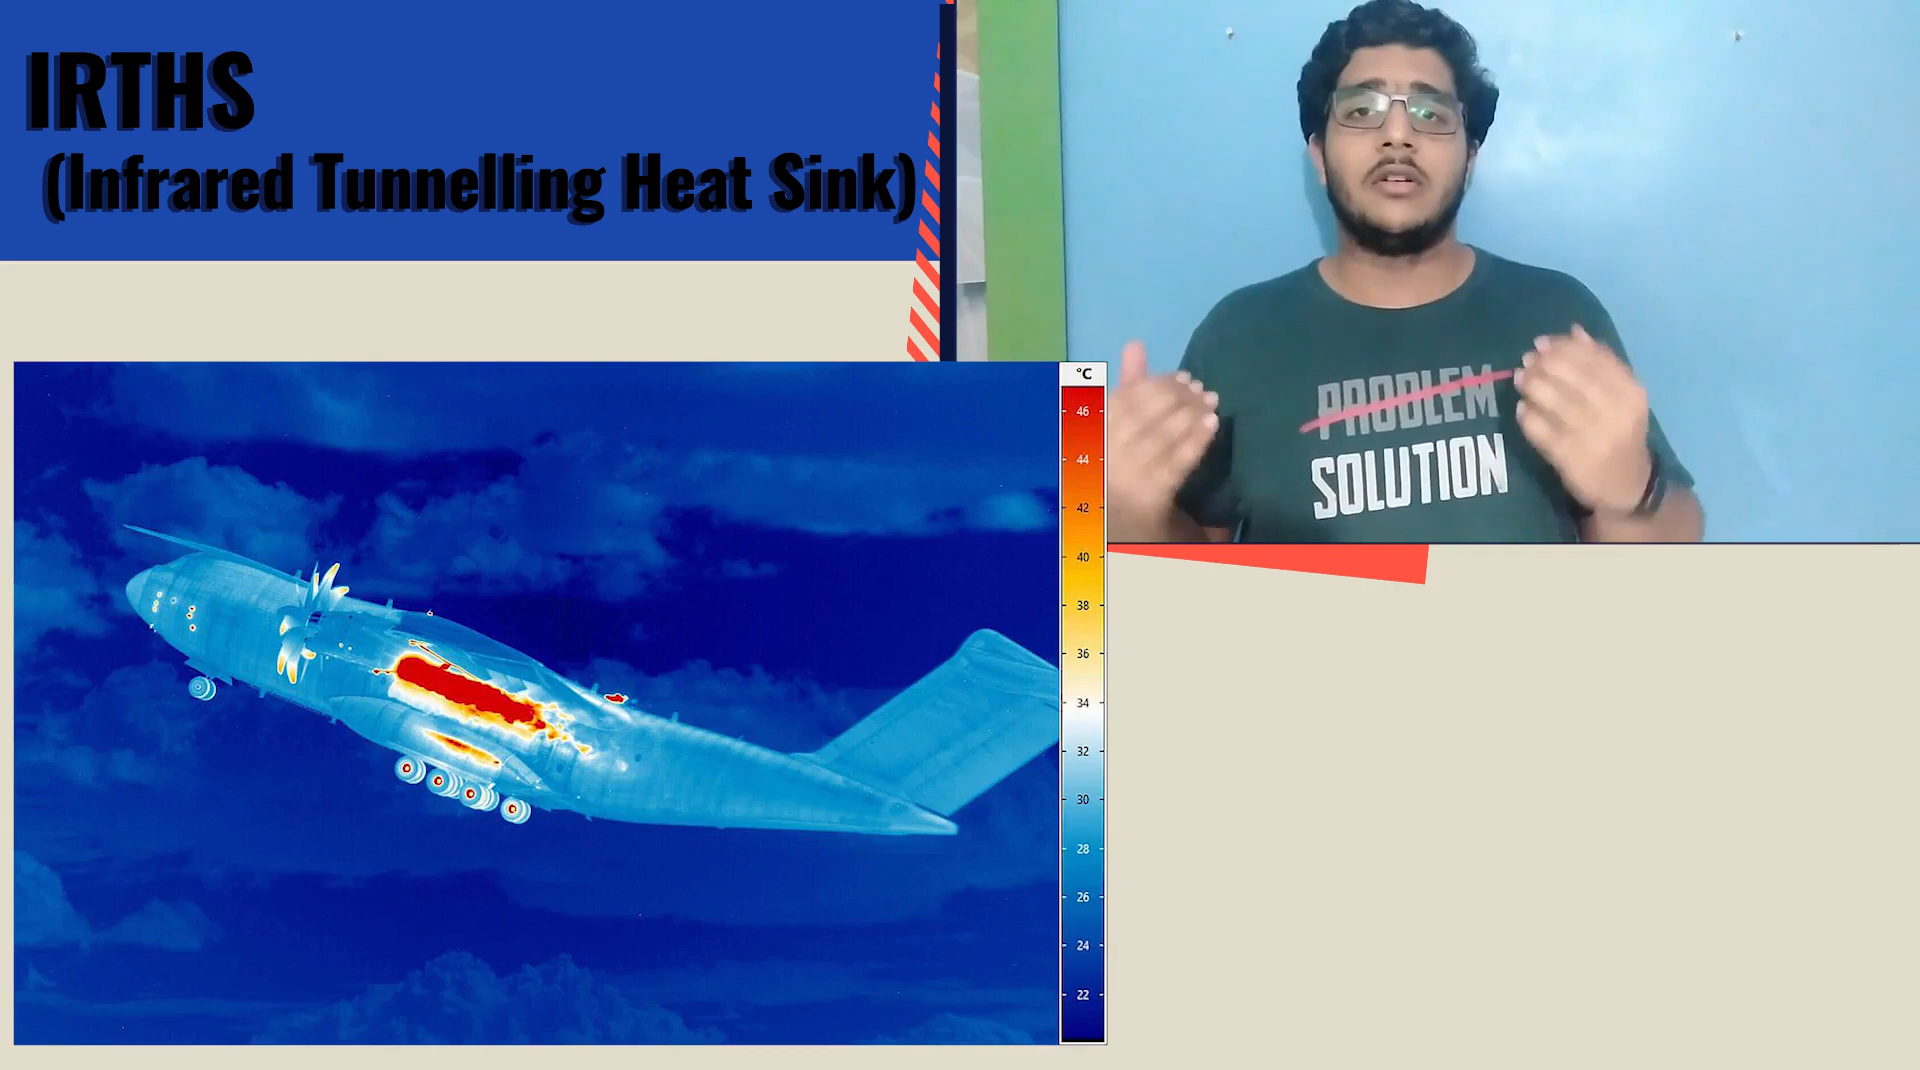 IRTHS
(Infrared Tunnelling Heat Sink)
°C
46
44
42
40
38
36
34
32
30
28
26
24
22
PROBLEM
SOLUTION